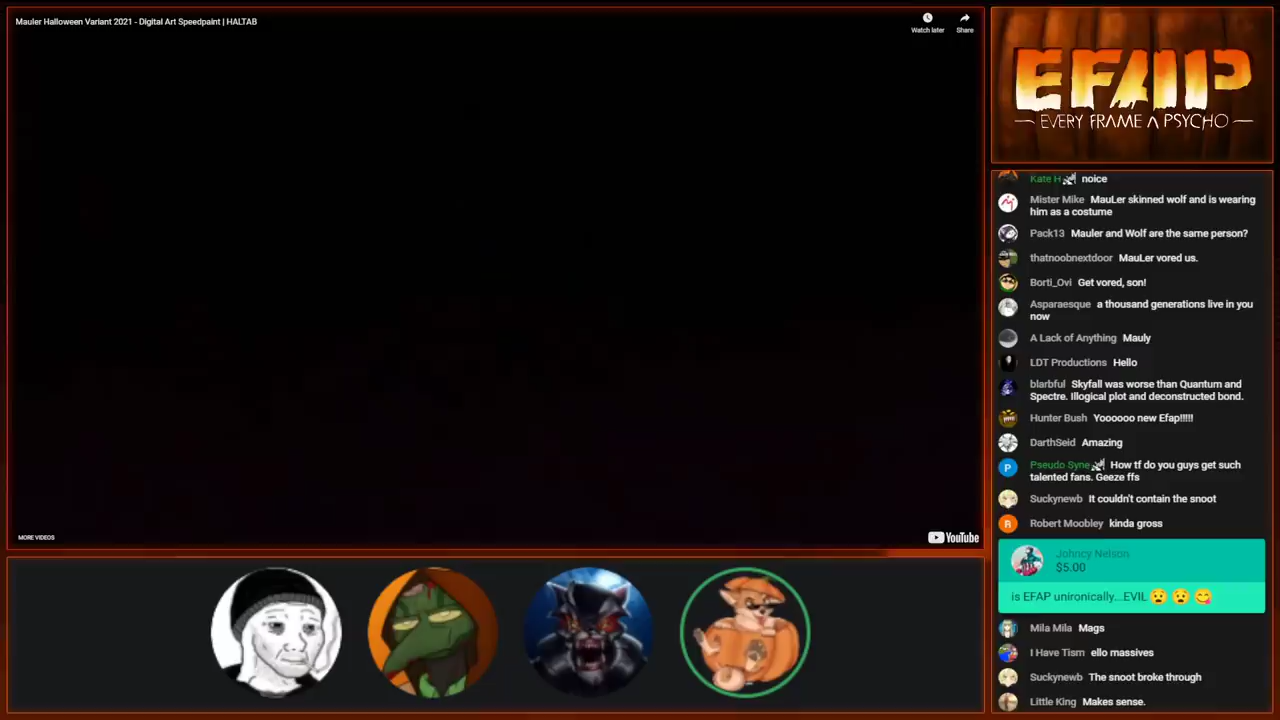 Mauler Halloween Variant 2021 - Digital Art Speedpaint | HALTAB
Watch later
Share
MORE VIDEOS
YouTube
EFAP
EVERY FRAME A PSYCHO
Kate H noice
Mister Mike MauLer skinned wolf and is wearing
him as a costume
Pack13 Mauler and Wolf are the same person?
thatnoobnextdoor MauLer vored us.
Borti_Ovi Get vored, son!
Asparaesque a thousand generations live in you
now
A Lack of Anything Mauly
LDT Productions Hello
blarbful Skyfall was worse than Quantum and
Spectre. Illogical plot and deconstructed bond.
Hunter Bush Yoooooo new Efap!!!!!
DarthSeid Amazing
Pseudo Syne How tf do you guys get such
talented fans. Geeze ffs
Suckynewb It couldn't contain the snoot
Robert Moobley kinda gross
Johncy Nelson
$5.00
is EFAP unironically...EVIL 😧 😧 😋
Mila Mila Mags
I Have Tism ello massives
Suckynewb The snoot broke through
Little King Makes sense.